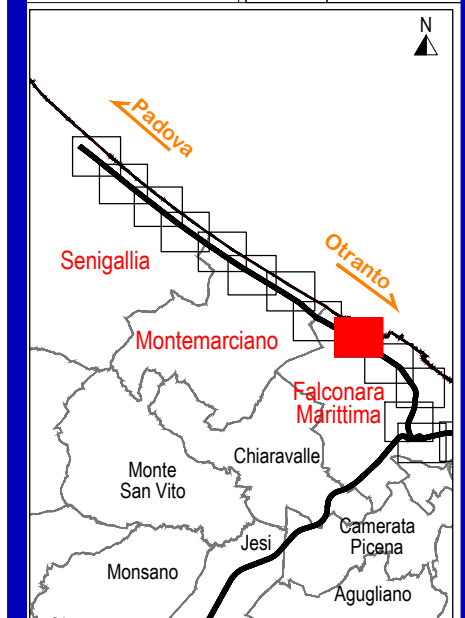 N
Padova
Otranto
Senigallia
Montemarciano
Falconara
Marittima
Chiaravalle
Monte
San Vito
Camerata
Picena
Jesi
Monsano
Agugliano